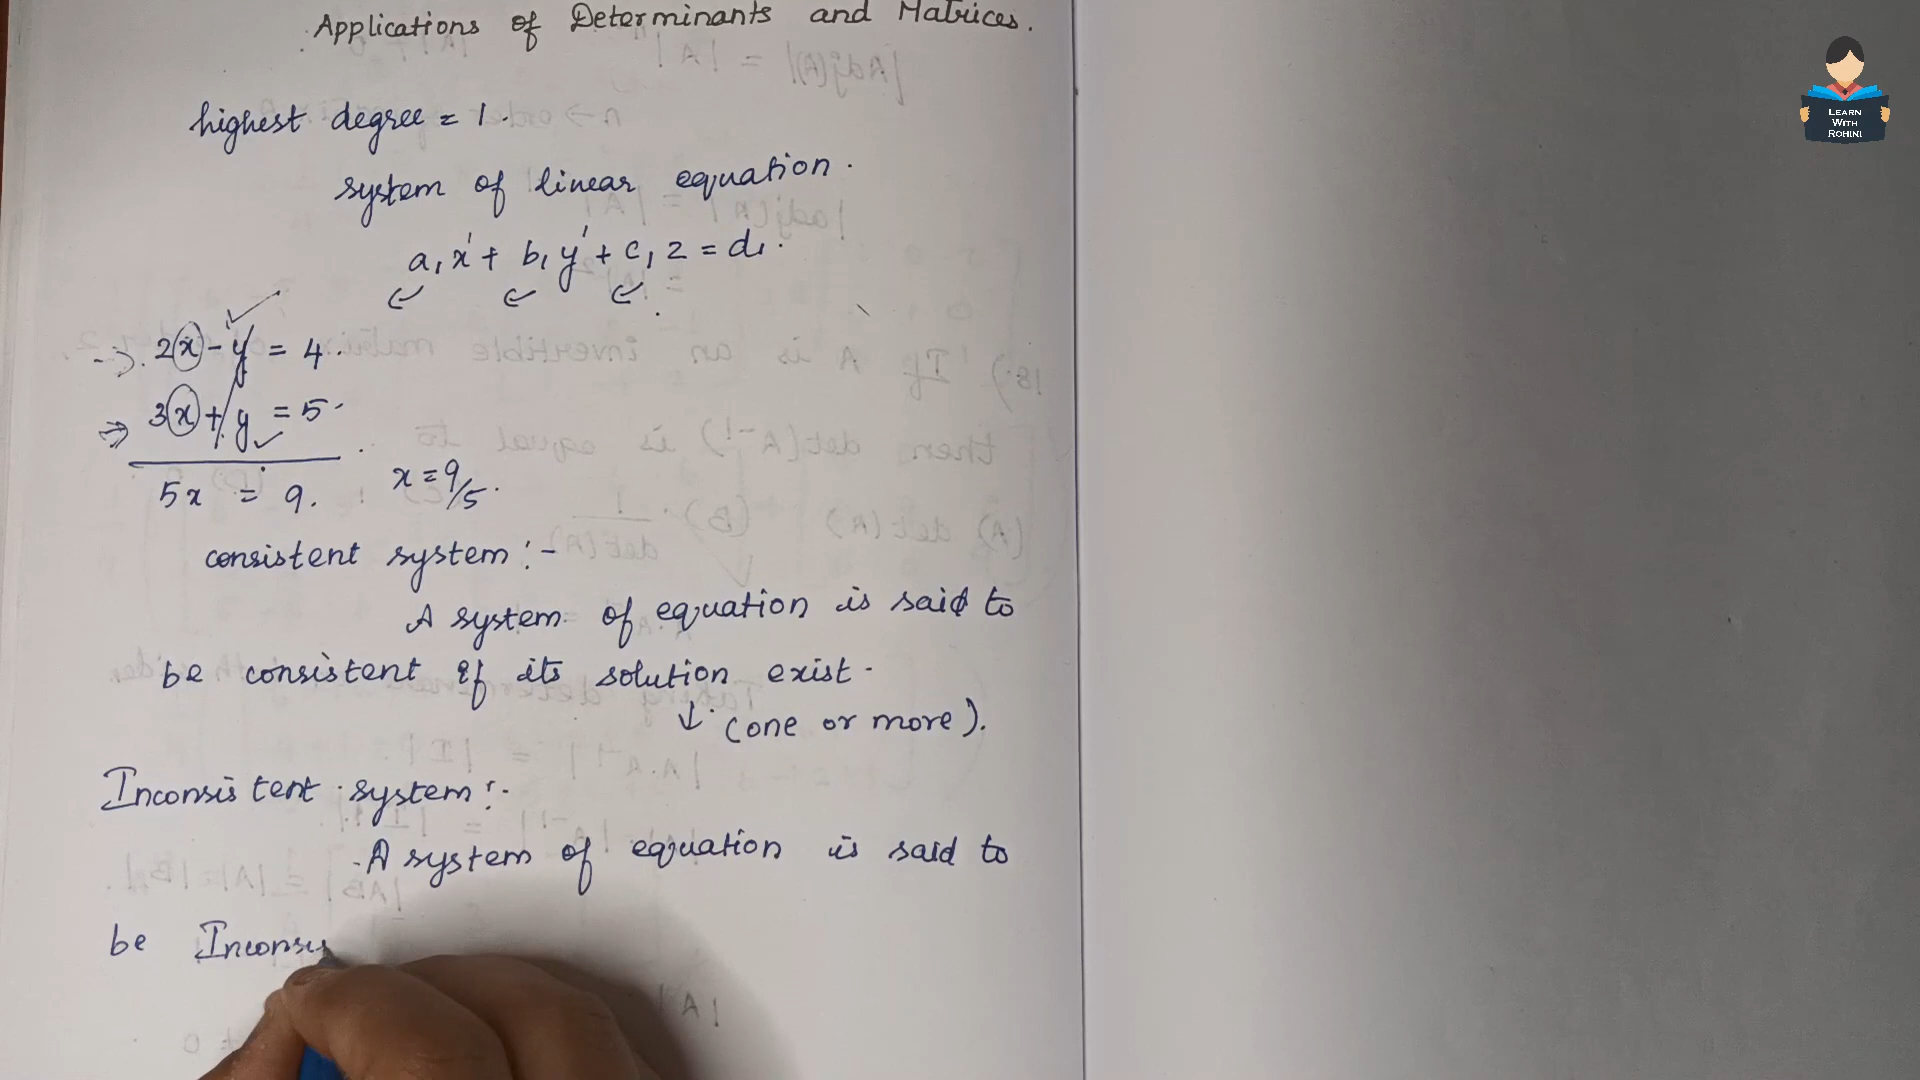 Applications of Determinants and Matrices.
highest degree = 1.
system of linear equation.
a₁x¹ + b₁y¹ + c₁z = d₁.
→. 2x - y = 4.
⇒ 3x + y = 5.
5x = 9. x = 9/5.
consistent system :-
A system of equation is said to
be consistent if its solution exist.
↓ (one or more).
Inconsistent system :-
A system of equation is said to
be Inconsis
LEARN
WITH
ROHINI